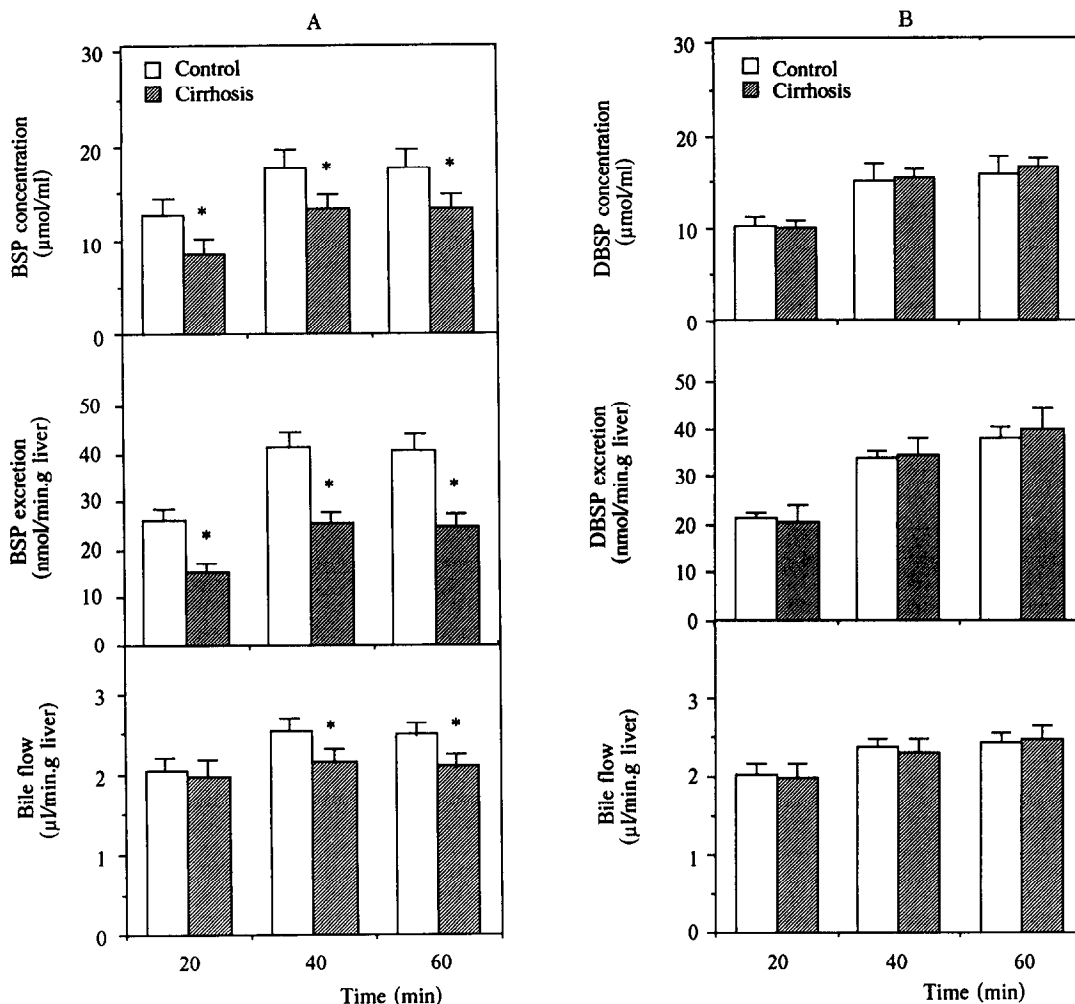 A
30
20
10
0
BSP concentration
(µmol/ml)
Control
Cirrhosis
*
*
*
50
40
30
20
10
0
BSP excretion
(nmol/min.g liver)
*
*
*
3
2
1
0
Bile flow
(µl/min.g liver)
*
*
20
40
60
Time (min)
B
30
20
10
0
DBSP concentration
(µmol/ml)
Control
Cirrhosis
50
40
30
20
10
0
DBSP excretion
(nmol/min.g liver)
3
2
1
0
Bile flow
(µl/min.g liver)
20
40
60
Time (min)